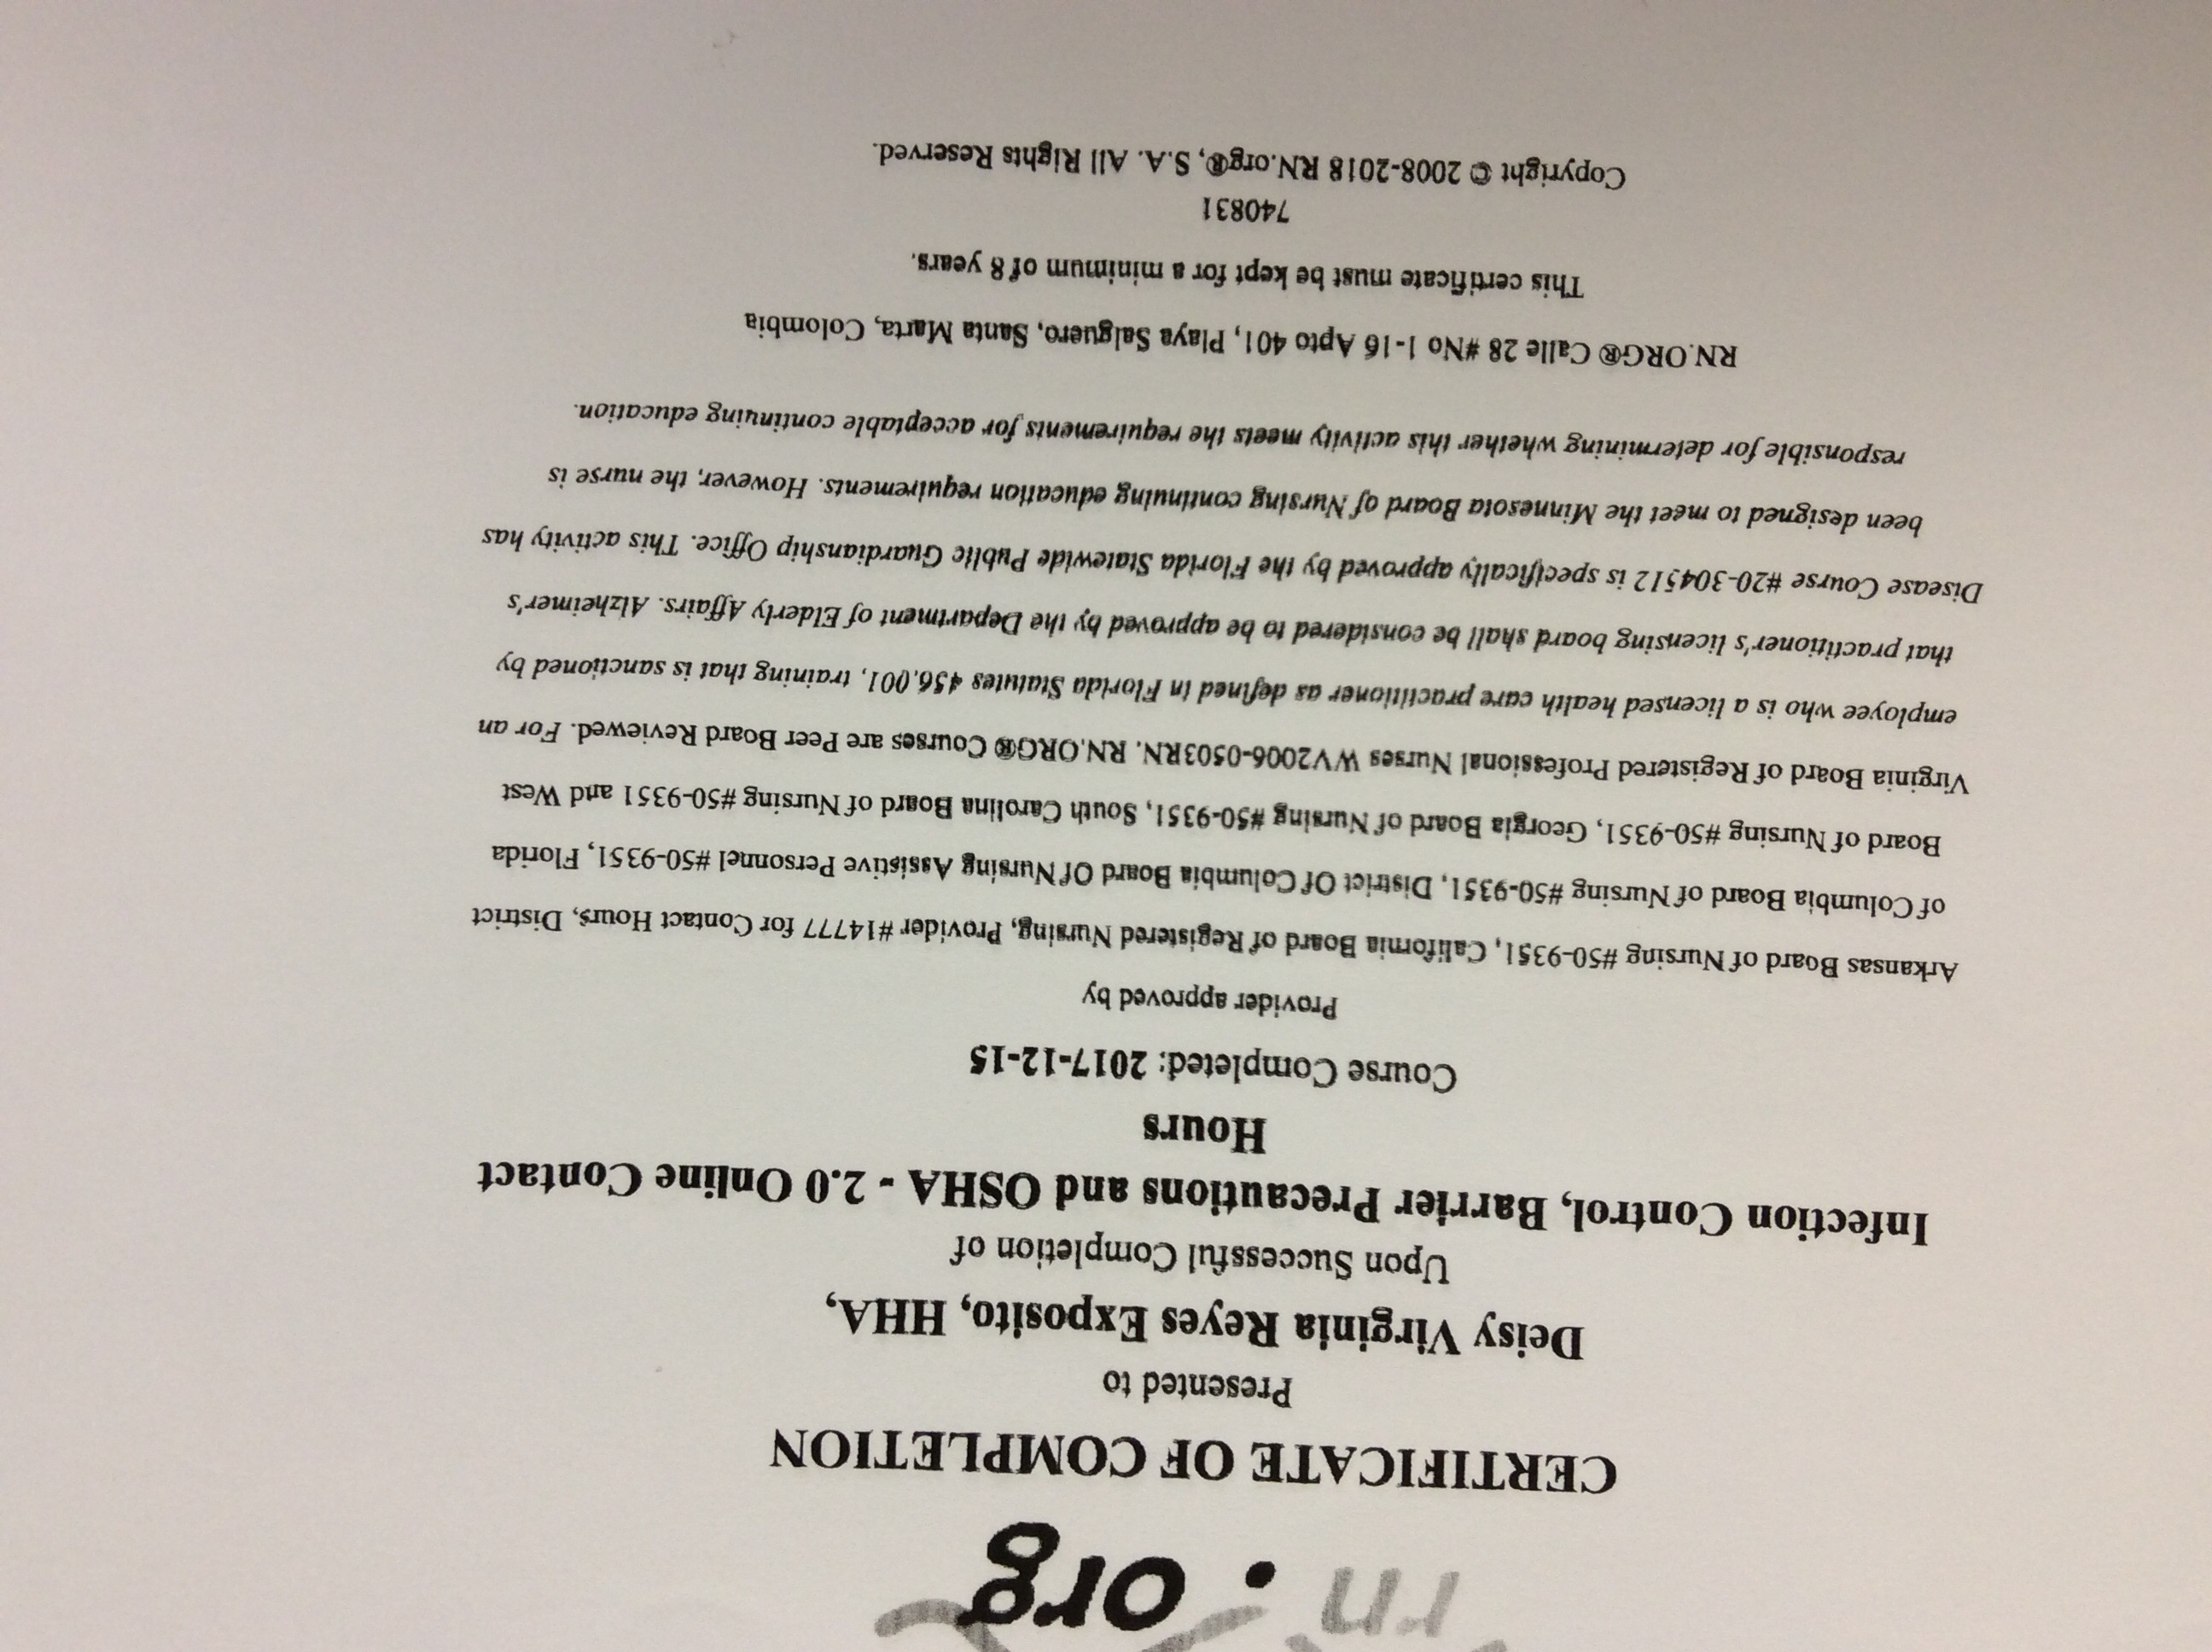 rn.org
CERTIFICATE OF COMPLETION
Presented to
Deisy Virginia Reyes Exposito, HHA,
Upon Successful Completion of
Infection Control, Barrier Precautions and OSHA - 2.0 Online Contact
Hours
Course Completed: 2017-12-15
Provider approved by
Arkansas Board of Nursing #50-9351, California Board of Registered Nursing, Provider #14777 for Contact Hours, District
of Columbia Board of Nursing #50-9351, District Of Columbia Board Of Nursing Assistive Personnel #50-9351, Florida
Board of Nursing #50-9351, Georgia Board of Nursing #50-9351, South Carolina Board of Nursing #50-9351 and West
Virginia Board of Registered Professional Nurses WV2006-0503RN. RN.ORG® Courses are Peer Board Reviewed. For an
employee who is a licensed health care practitioner as defined in Florida Statutes 456.001, training that is sanctioned by
that practitioner's licensing board shall be considered to be approved by the Department of Elderly Affairs. Alzheimer's
Disease Course #20-304512 is specifically approved by the Florida Statewide Public Guardianship Office. This activity has
been designed to meet the Minnesota Board of Nursing continuing education requirements. However, the nurse is
responsible for determining whether this activity meets the requirements for acceptable continuing education.
RN.ORG® Calle 28 #No 1-16 Apto 401, Playa Salguero, Santa Marta, Colombia
This certificate must be kept for a minimum of 8 years.
740831
Copyright © 2008-2018 RN.org®, S.A. All Rights Reserved.